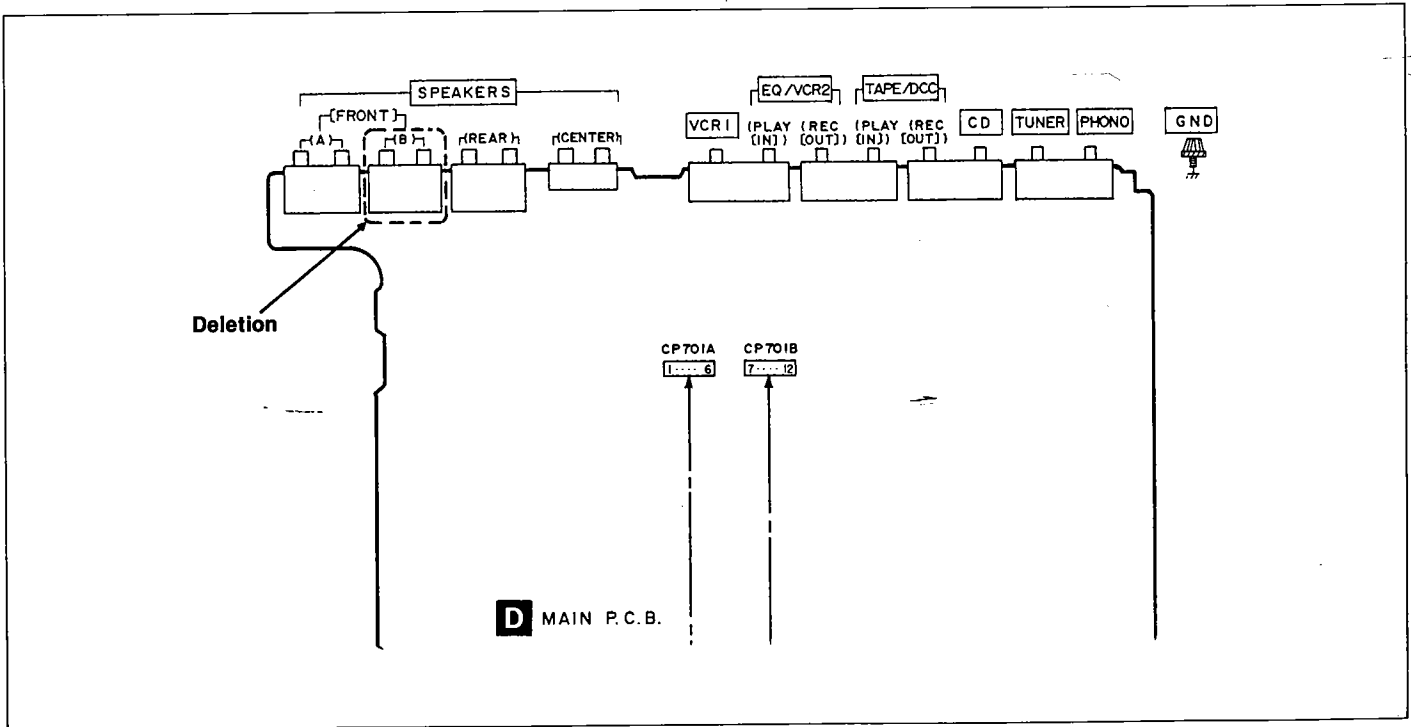 SPEAKERS
(FRONT)
(A)
(B)
(REAR)
(CENTER)
VCR1
EQ/VCR2
(PLAY [IN])
(REC [OUT])
TAPE/DCC
(PLAY [IN])
(REC [OUT])
CD
TUNER
PHONO
GND
Deletion
CP701A
1 ···· 6
CP701B
7 ···· 12
D MAIN P.C.B.